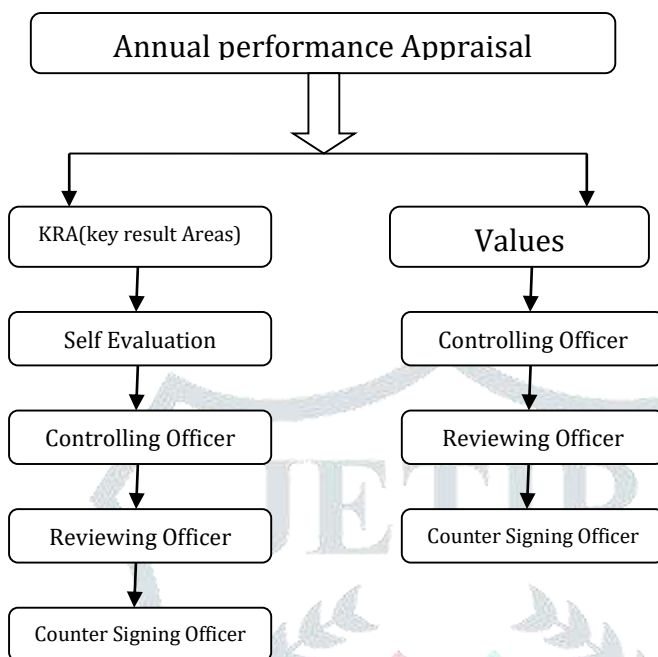 Annual performance Appraisal
KRA(key result Areas)
Values
Self Evaluation
Controlling Officer
Controlling Officer
Reviewing Officer
Reviewing Officer
Counter Signing Officer
Counter Signing Officer
JETIR